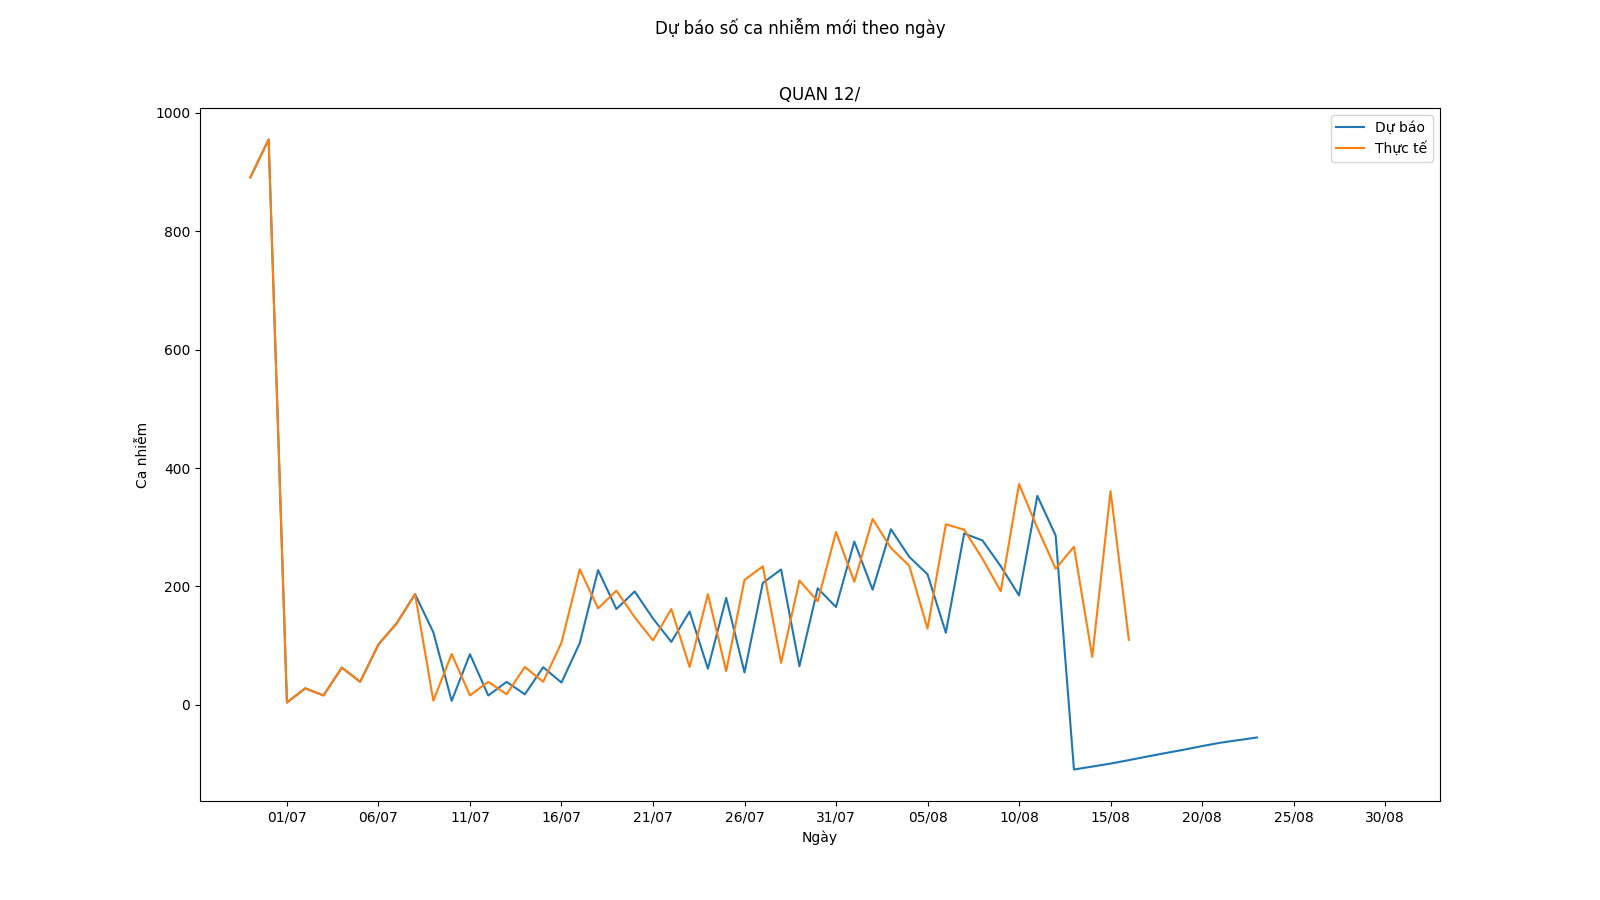 Dự báo số ca nhiễm mới theo ngày
QUAN 12/
Dự báo
Thực tế
1000
800
600
400
200
0
Ca nhiễm
01/07 06/07 11/07 16/07 21/07 26/07 31/07 05/08 10/08 15/08 20/08 25/08 30/08
Ngày